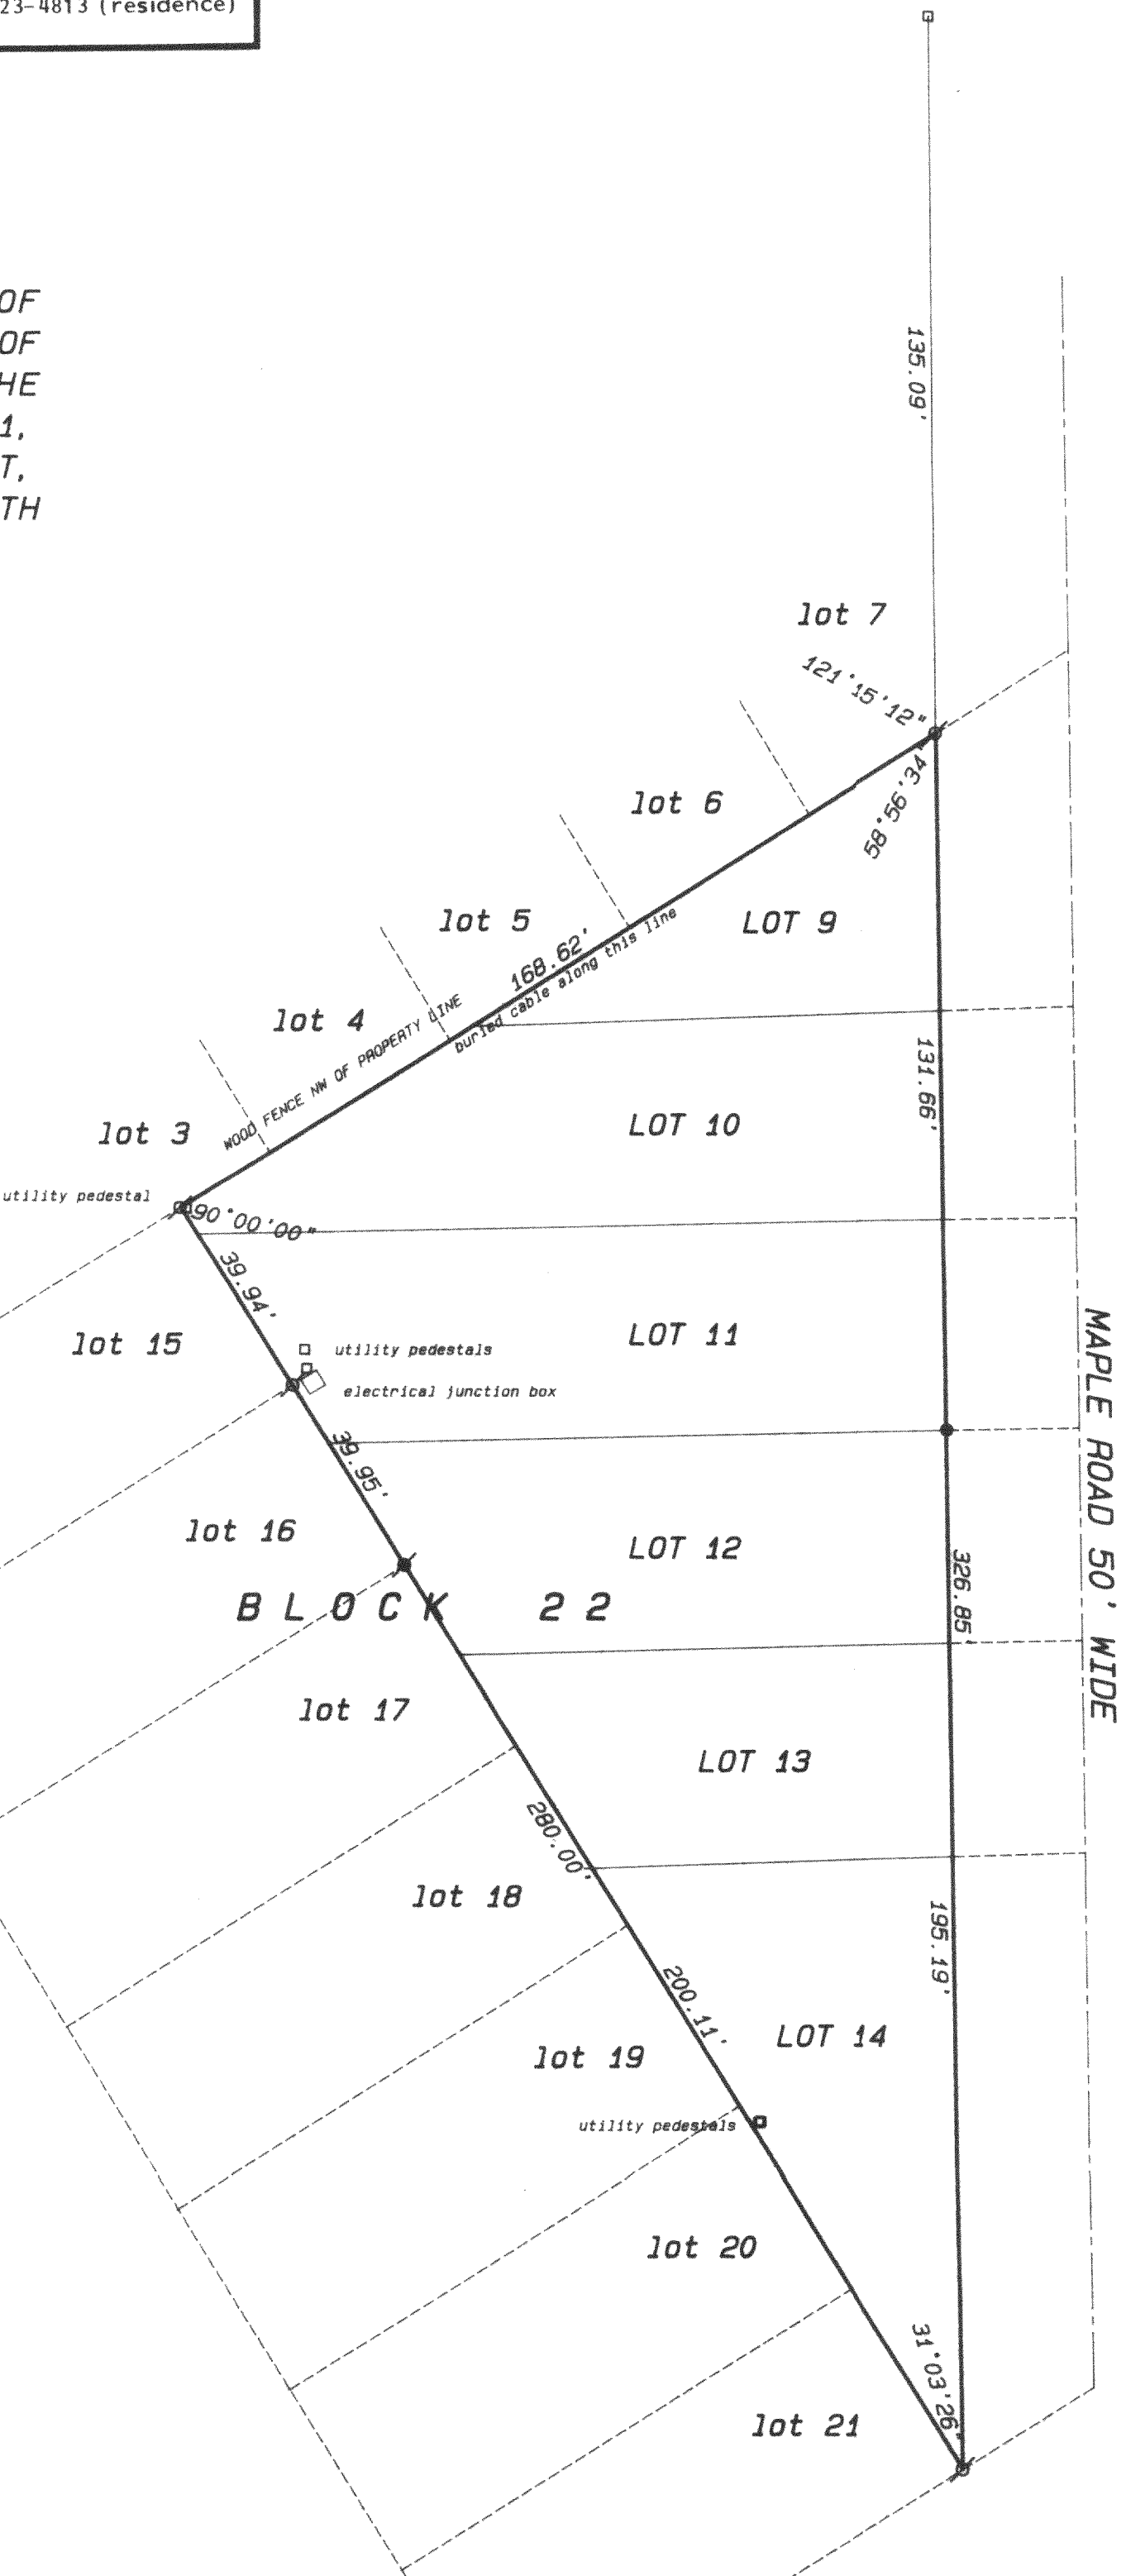 23-4813 (residence)
OF
OF
HE
1,
T,
TH
135.09'
lot 7
121°15'12"
58°56'34"
lot 6
LOT 9
lot 5
168.62'
buried cable along this line
lot 4
WOOD FENCE NW OF PROPERTY LINE
131.66'
LOT 10
lot 3
utility pedestal
90°00'00"
39.94'
LOT 11
lot 15
utility pedestals
electrical junction box
MAPLE ROAD 50' WIDE
39.95'
lot 16
LOT 12
326.85'
BLOCK 22
lot 17
LOT 13
280.00'
lot 18
195.19'
200.11'
LOT 14
lot 19
utility pedestals
lot 20
31°03'26"
lot 21